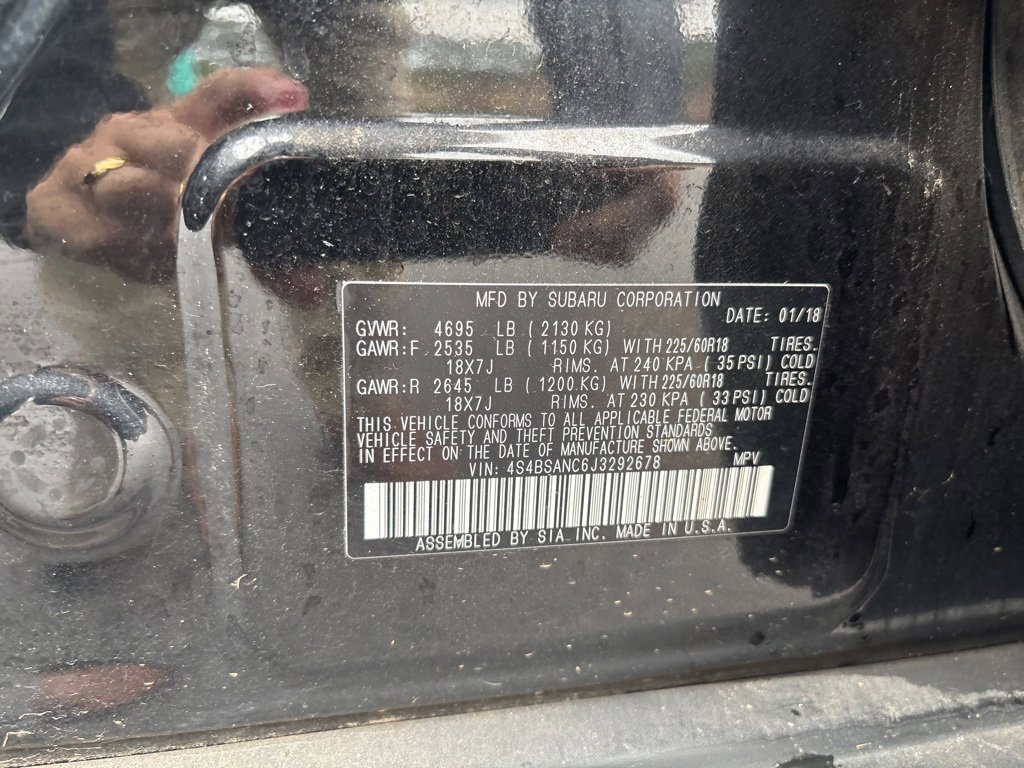 MFD BY SUBARU CORPORATION
DATE: 01/18
GVWR: 4695 LB ( 2130 KG)
GAWR:F 2535 LB ( 1150 KG) WITH 225/60R18 TIRES.
18X7J RIMS. AT 240 KPA ( 35 PSI) COLD
GAWR:R 2645 LB ( 1200 KG) WITH 225/60R18 TIRES.
18X7J RIMS. AT 230 KPA ( 33 PSI) COLD
THIS VEHICLE CONFORMS TO ALL APPLICABLE FEDERAL MOTOR
VEHICLE SAFETY AND THEFT PREVENTION STANDARDS
IN EFFECT ON THE DATE OF MANUFACTURE SHOWN ABOVE.
VIN: 4S4BSANC6J3292678 MPV
ASSEMBLED BY SIA INC. MADE IN U.S.A.